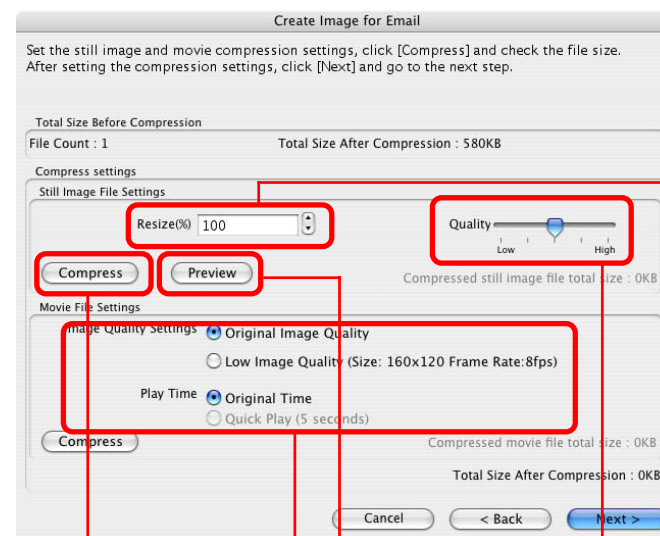 Create Image for Email
Set the still image and movie compression settings, click [Compress] and check the file size.
After setting the compression settings, click [Next] and go to the next step.
Total Size Before Compression
File Count : 1 Total Size After Compression : 580KB
Compress settings
Still Image File Settings
Resize(%) 100 Quality
Low High
Compress Preview Compressed still image file total size : 0KB
Movie File Settings
Image Quality Settings Original Image Quality
Low Image Quality (Size: 160x120 Frame Rate:8fps)
Play Time Original Time
Quick Play (5 seconds)
Compress Compressed movie file total size : 0KB
Total Size After Compression : 0KB
Cancel < Back Next >